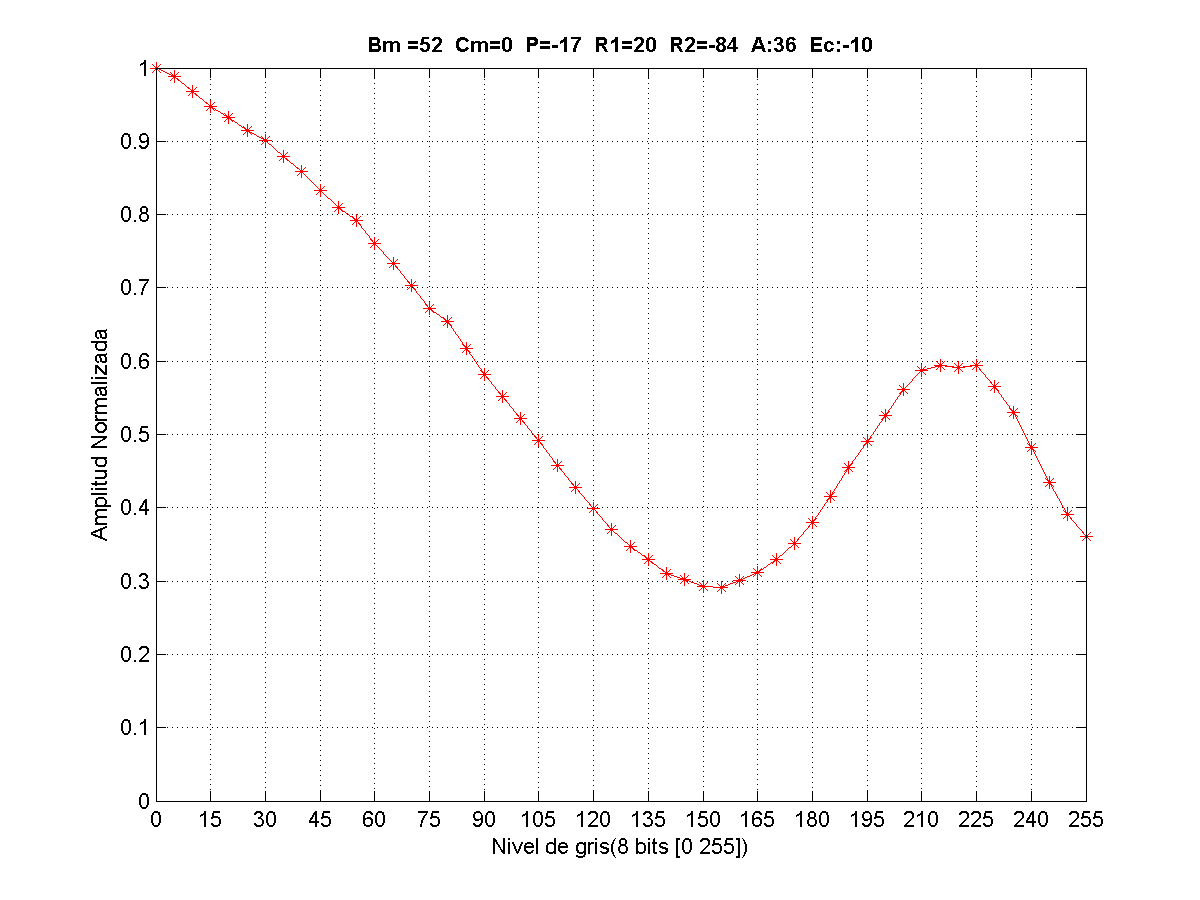 Bm =52  Cm=0  P=-17  R1=20  R2=-84  A:36  Ec:-10
1
0.9
0.8
0.7
0.6
0.5
0.4
0.3
0.2
0.1
0
Amplitud Normalizada
0 15 30 45 60 75 90 105 120 135 150 165 180 195 210 225 240 255
Nivel de gris(8 bits [0 255])